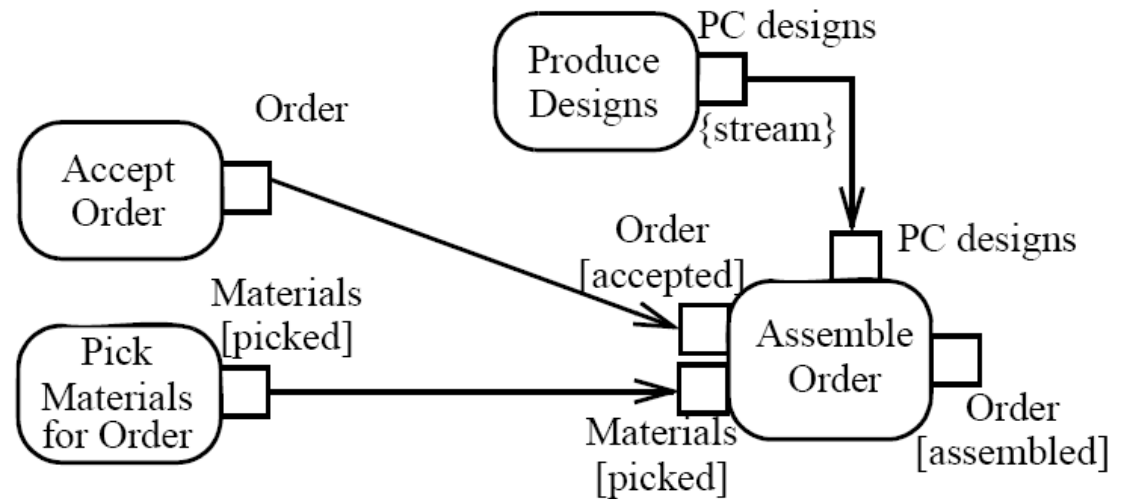 PC designs
Produce
Designs
{stream}
Order
Accept
Order
Order
[accepted]
PC designs
Materials
[picked]
Pick
Materials
for Order
Assemble
Order
Materials
[picked]
Order
[assembled]